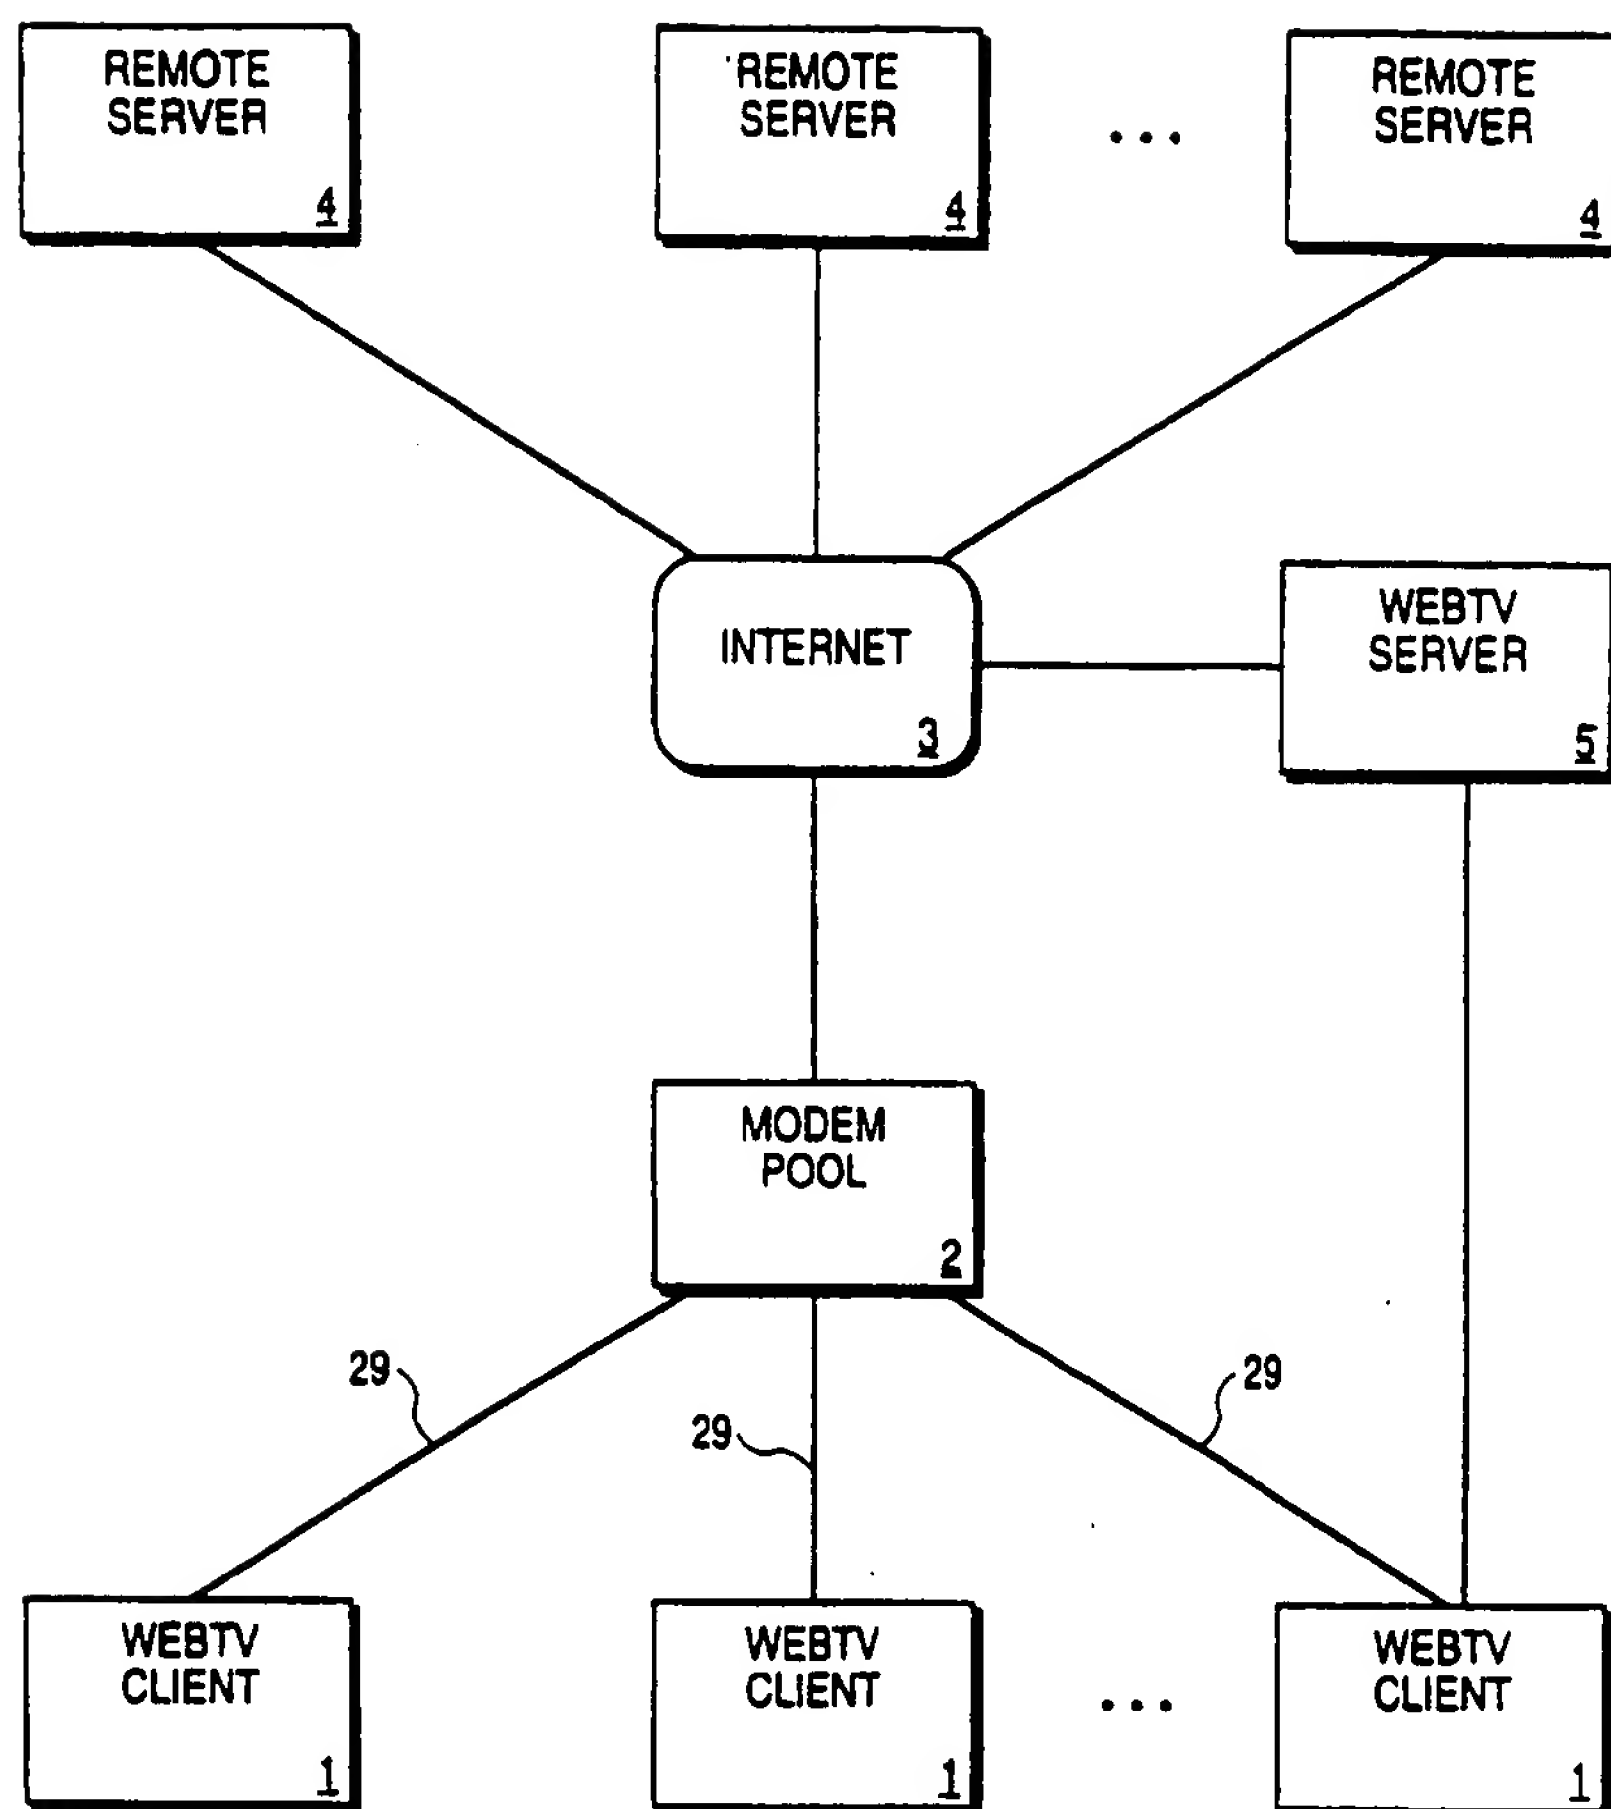 REMOTE
SERVER
4
REMOTE
SERVER
4
...
REMOTE
SERVER
4
INTERNET
3
WEBTV
SERVER
5
MODEM
POOL
2
29
29
29
WEBTV
CLIENT
1
WEBTV
CLIENT
1
...
WEBTV
CLIENT
1